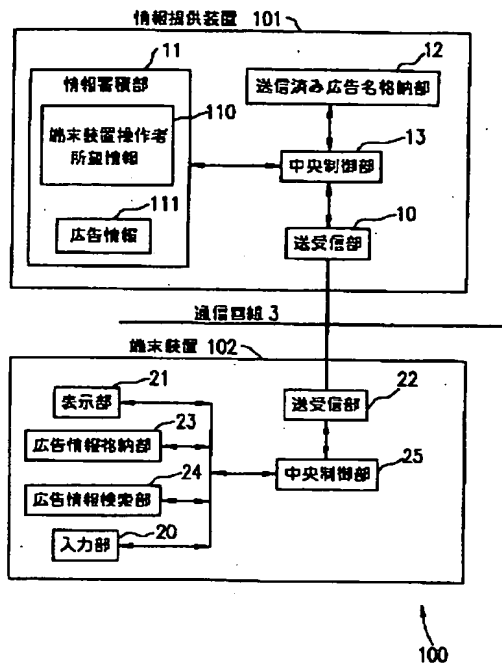 情報提供装置 101
11
12
情報蓄積部
送信済み広告名格納部
110
端末装置操作者
所望情報
13
中央制御部
111
広告情報
10
送受信部
通信回線 3
端末装置 102
21
表示部
22
送受信部
23
広告情報格納部
24
広告情報検索部
25
中央制御部
20
入力部
100